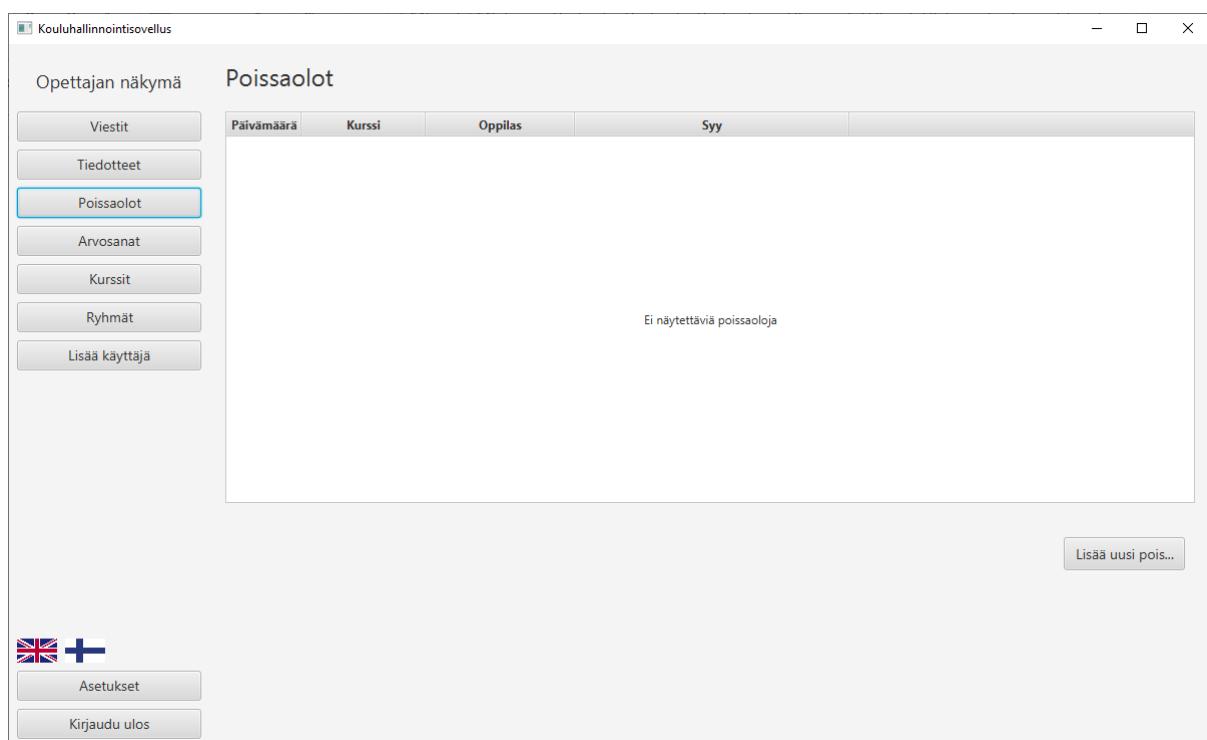 Kouluhallinnointisovellus
Opettajan näkymä
Viestit
Tiedotteet
Poissaolot
Arvosanat
Kurssit
Ryhmät
Lisää käyttäjä
Poissaolot
Päivämäärä Kurssi Oppilas Syy
Ei näytettäviä poissaoloja
Lisää uusi pois...
Asetukset
Kirjaudu ulos